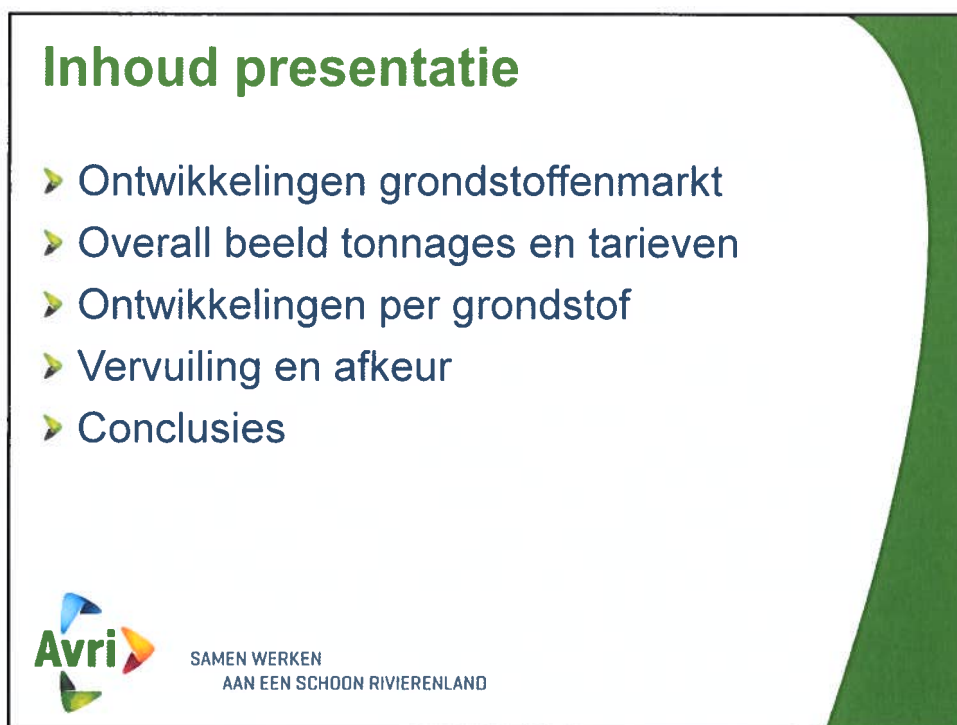 Inhoud presentatie
Ontwikkelingen grondstoffenmarkt
Overall beeld tonnages en tarieven
Ontwikkelingen per grondstof
Vervuiling en afkeur
Conclusies
Avri
SAMEN WERKEN
AAN EEN SCHOON RIVIERENLAND